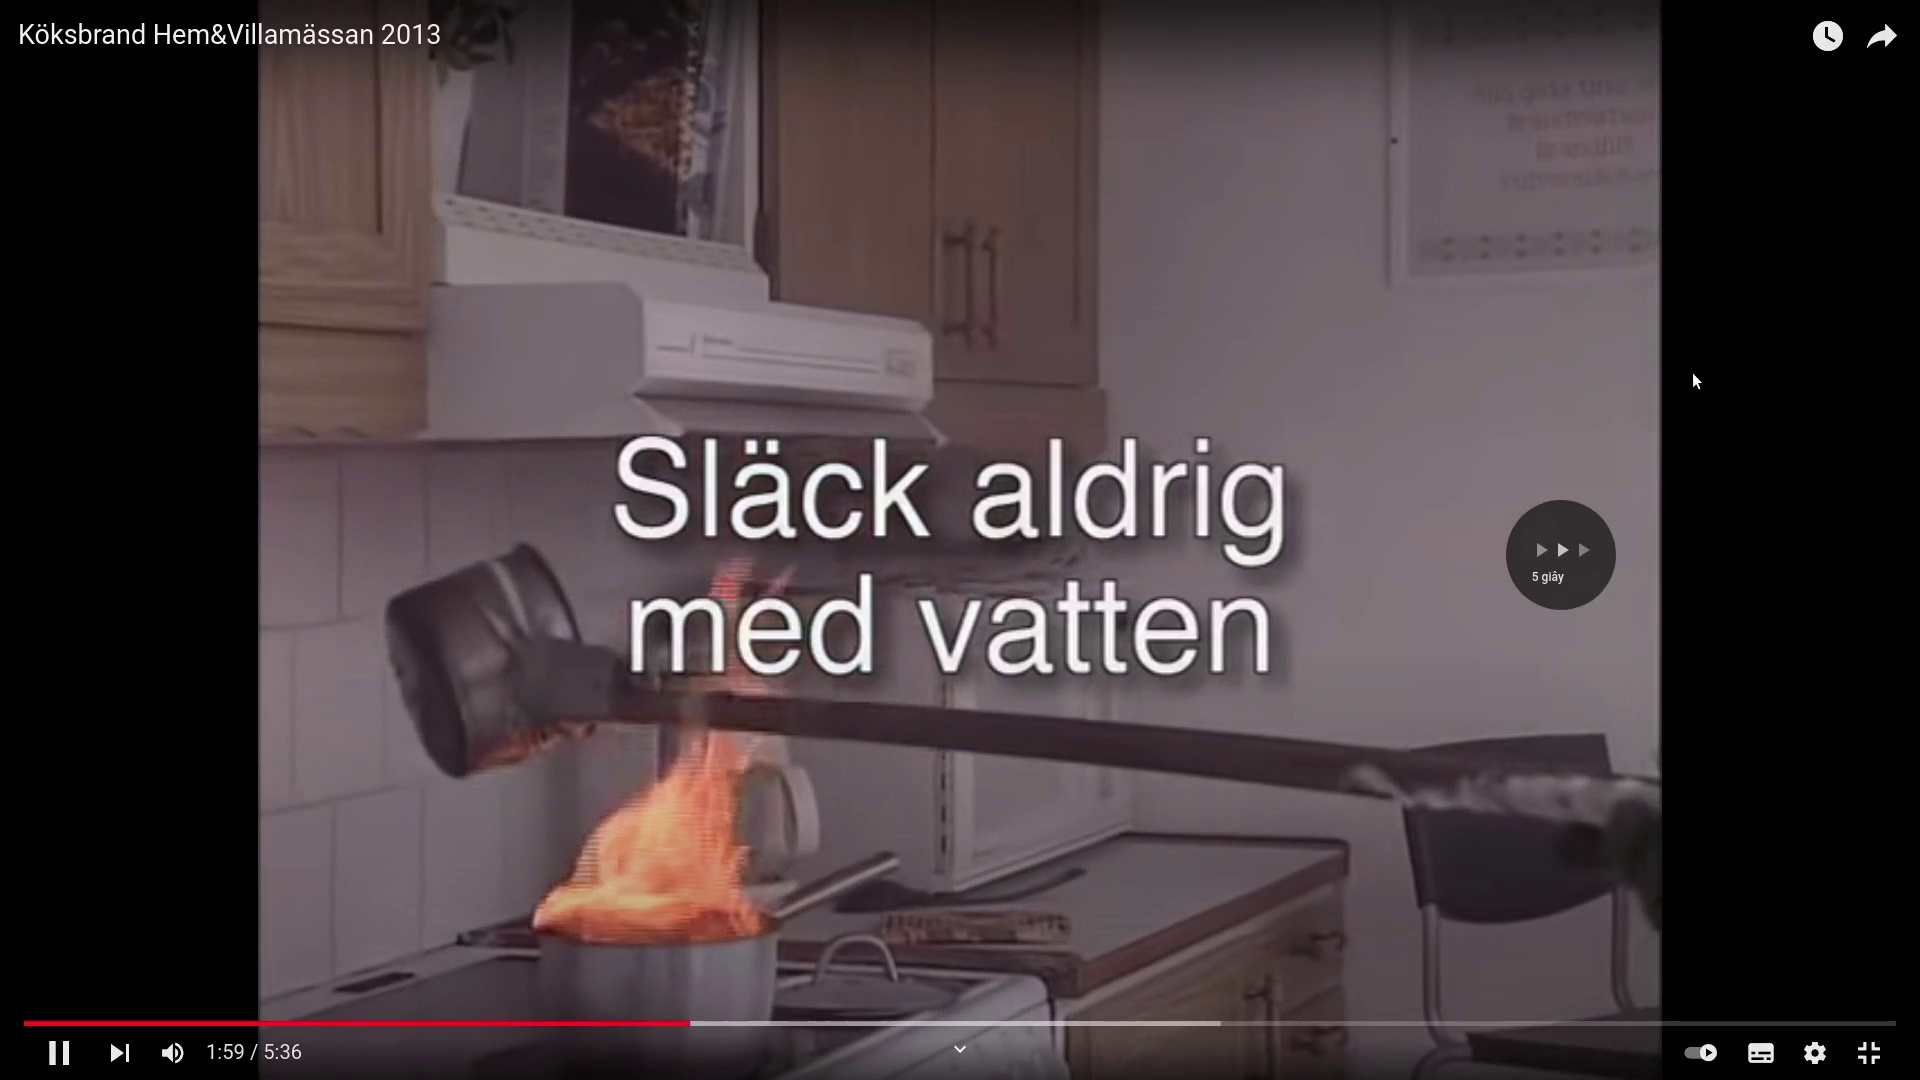 Köksbrand Hem&Villamässan 2013
Släck aldrig
med vatten
5 giây
1:59 / 5:36